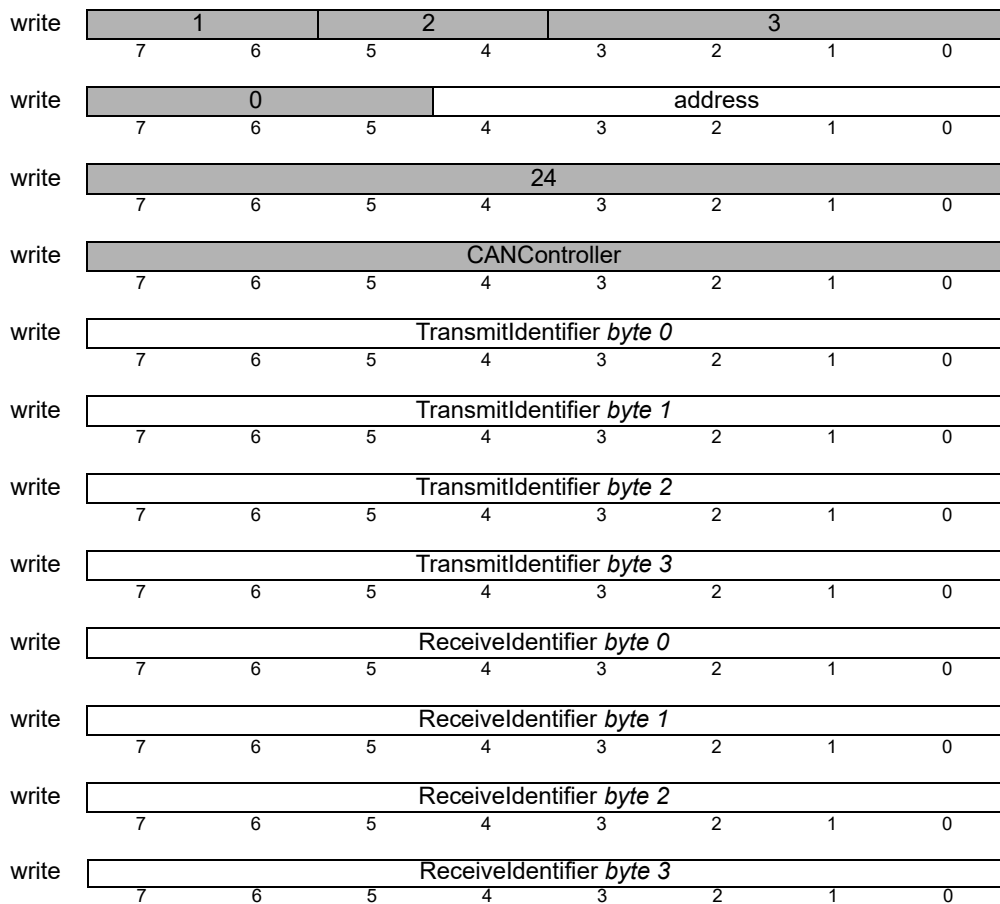 write 1 2 3
7 6 5 4 3 2 1 0
write 0 address
7 6 5 4 3 2 1 0
write 24
7 6 5 4 3 2 1 0
write CANController
7 6 5 4 3 2 1 0
write TransmitIdentifier byte 0
7 6 5 4 3 2 1 0
write TransmitIdentifier byte 1
7 6 5 4 3 2 1 0
write TransmitIdentifier byte 2
7 6 5 4 3 2 1 0
write TransmitIdentifier byte 3
7 6 5 4 3 2 1 0
write ReceiveIdentifier byte 0
7 6 5 4 3 2 1 0
write ReceiveIdentifier byte 1
7 6 5 4 3 2 1 0
write ReceiveIdentifier byte 2
7 6 5 4 3 2 1 0
write ReceiveIdentifier byte 3
7 6 5 4 3 2 1 0